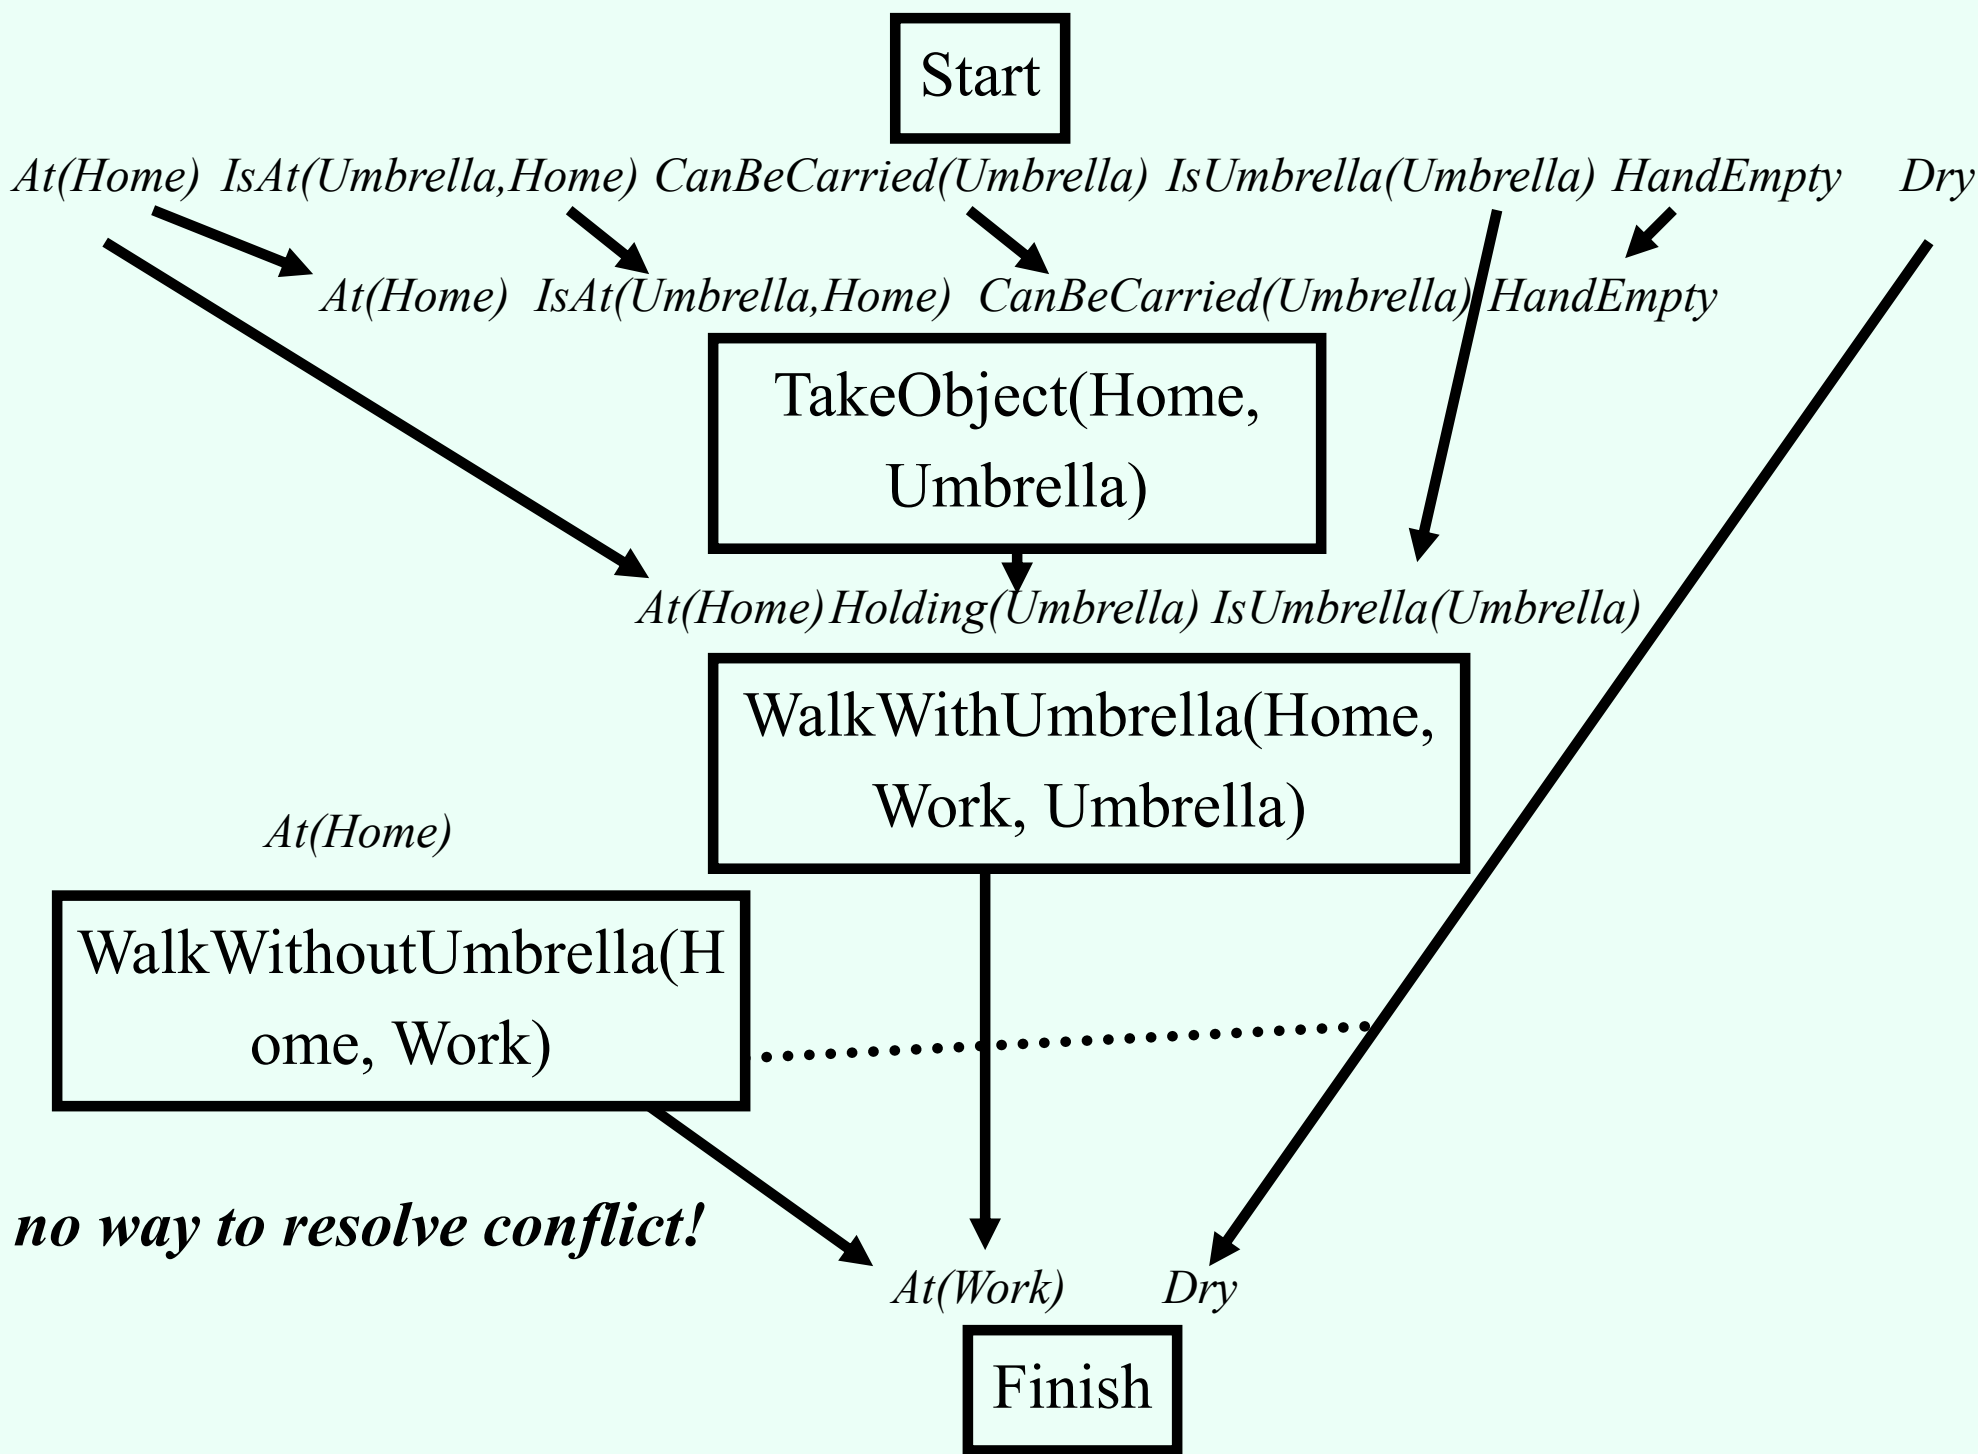 Start
At(Home) IsAt(Umbrella,Home) CanBeCarried(Umbrella) IsUmbrella(Umbrella) HandEmpty Dry
At(Home) IsAt(Umbrella,Home) CanBeCarried(Umbrella) HandEmpty
TakeObject(Home,
Umbrella)
At(Home) Holding(Umbrella) IsUmbrella(Umbrella)
WalkWithUmbrella(Home,
Work, Umbrella)
At(Home)
WalkWithoutUmbrella(H
ome, Work)
no way to resolve conflict!
At(Work) Dry
Finish